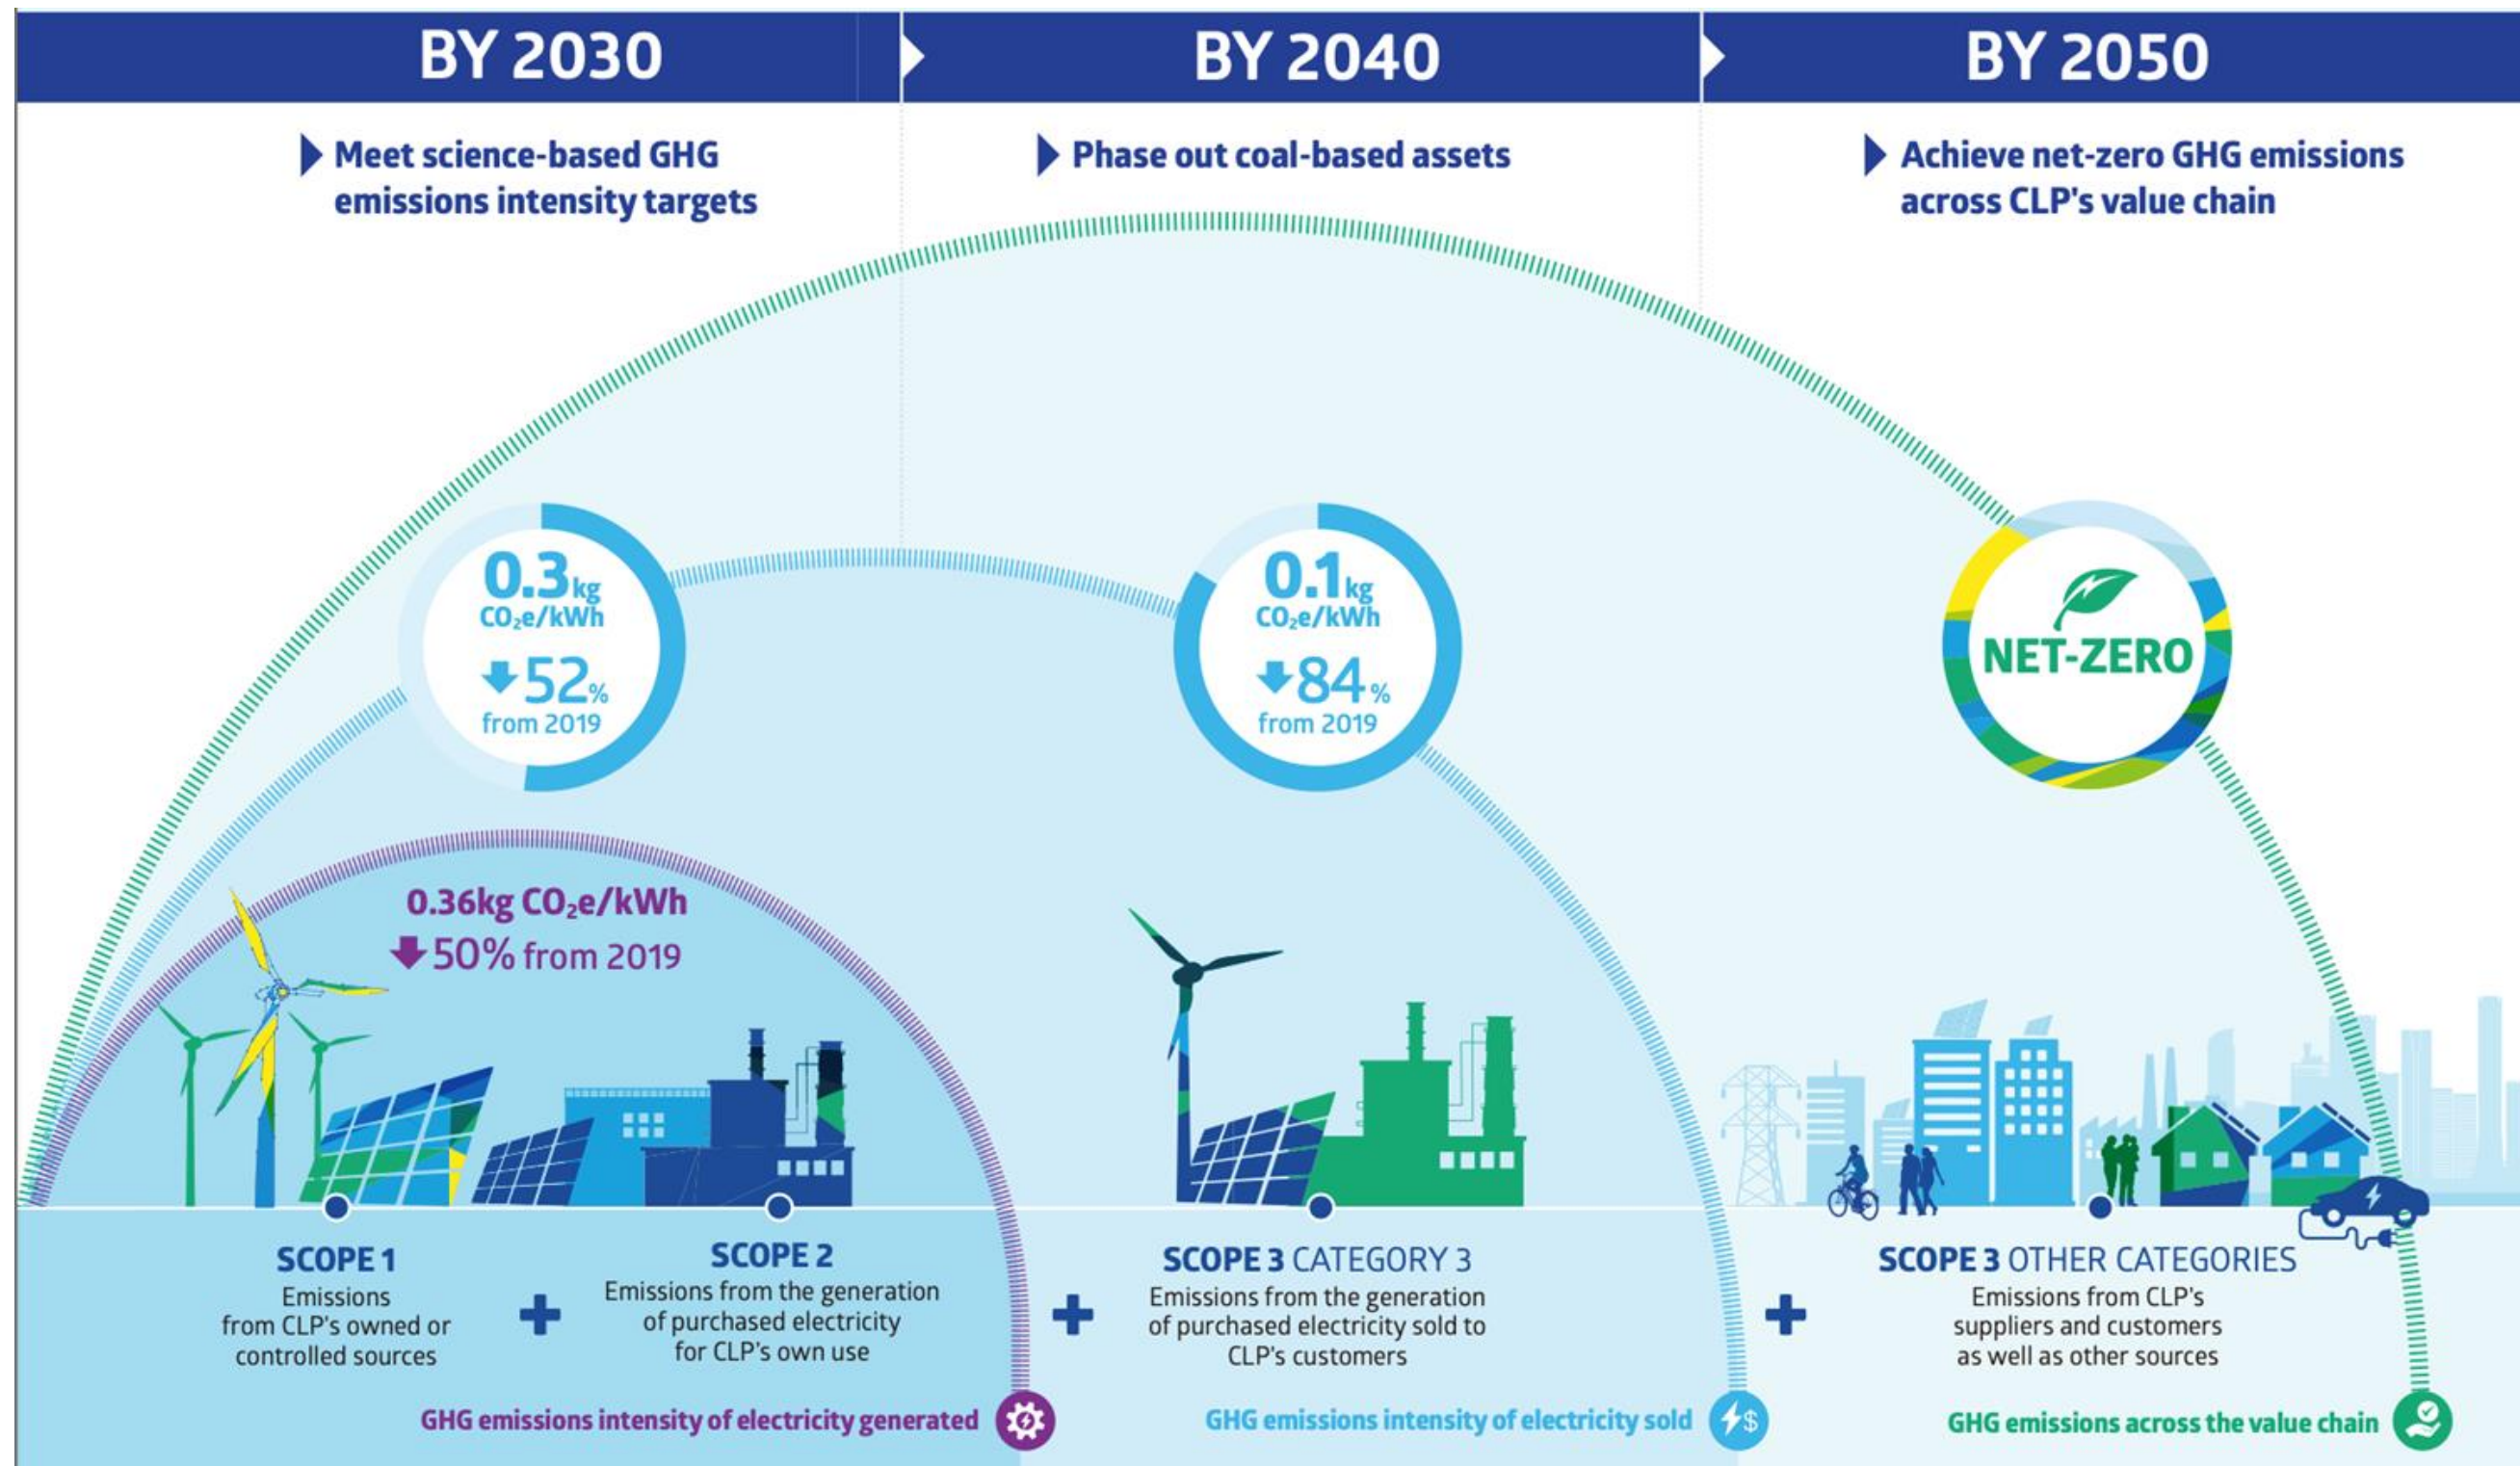 BY 2030
BY 2040
BY 2050
Meet science-based GHG
emissions intensity targets
Phase out coal-based assets
Achieve net-zero GHG emissions
across CLP's value chain
0.3kg
CO₂e/kWh
52%
from 2019
0.1kg
CO₂e/kWh
84%
from 2019
NET-ZERO
0.36kg CO₂e/kWh
50% from 2019
SCOPE 1
Emissions
from CLP's owned or
controlled sources
+
SCOPE 2
Emissions from the generation
of purchased electricity
for CLP's own use
+
SCOPE 3 CATEGORY 3
Emissions from the generation
of purchased electricity sold to
CLP's customers
+
SCOPE 3 OTHER CATEGORIES
Emissions from CLP's
suppliers and customers
as well as other sources
GHG emissions intensity of electricity generated
GHG emissions intensity of electricity sold
$
GHG emissions across the value chain